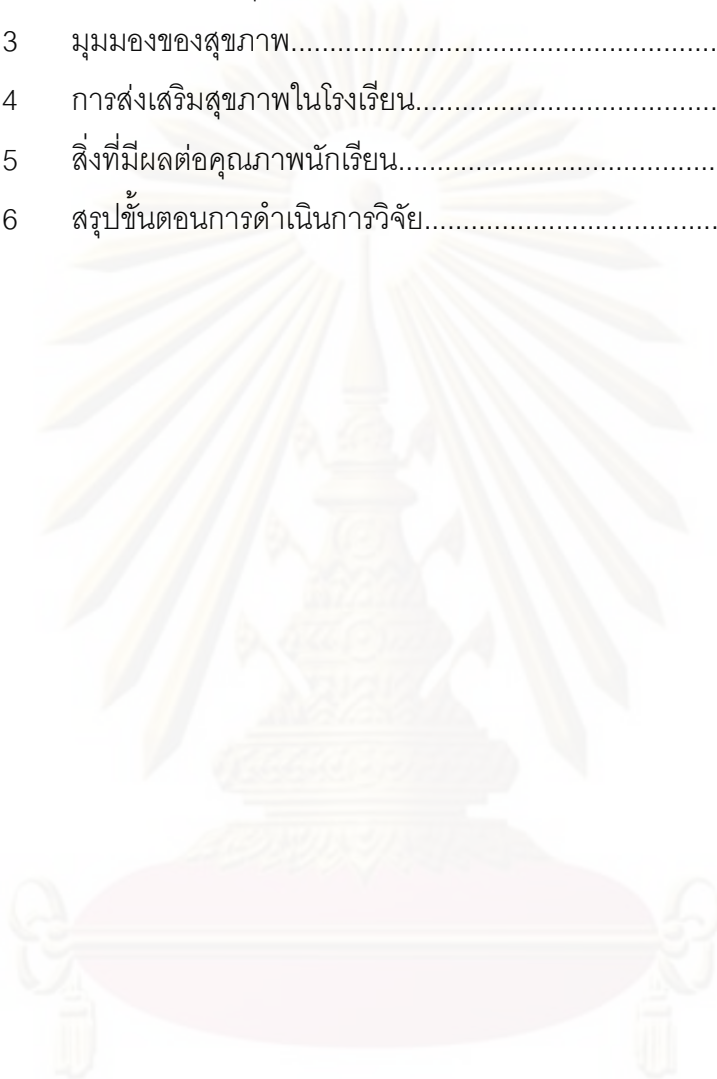 3 มุมมองของสุขภาพ..........................................................
4 การส่งเสริมสุขภาพในโรงเรียน..........................................
5 สิ่งที่มีผลต่อคุณภาพนักเรียน............................................
6 สรุปขั้นตอนการดำเนินการวิจัย.........................................